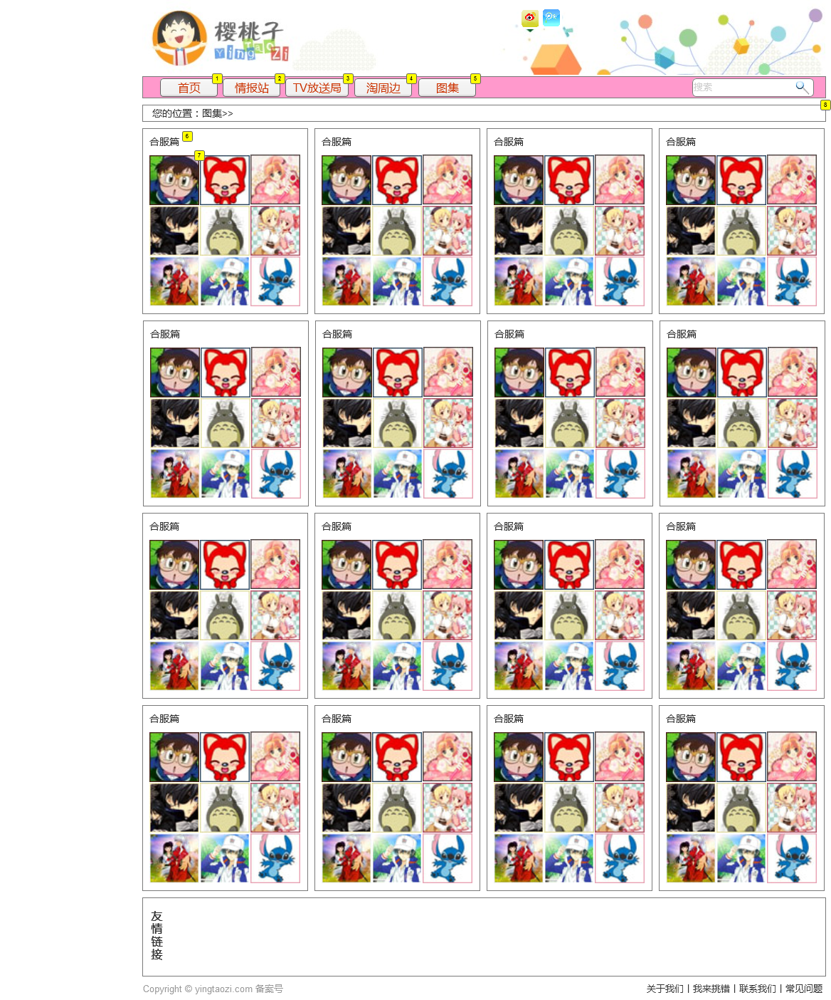 樱桃子
YingTaoZi
首页 1 情报站 2 TV放送局 3 淘周边 4 图集 5 搜索
您的位置：图集>> 8
合服篇 6 合服篇 合服篇 合服篇
7
合服篇 合服篇 合服篇 合服篇
合服篇 合服篇 合服篇 合服篇
合服篇 合服篇 合服篇 合服篇
友
情
链
接
Copyright © yingtaozi.com 备案号 关于我们 | 我来挑错 | 联系我们 | 常见问题